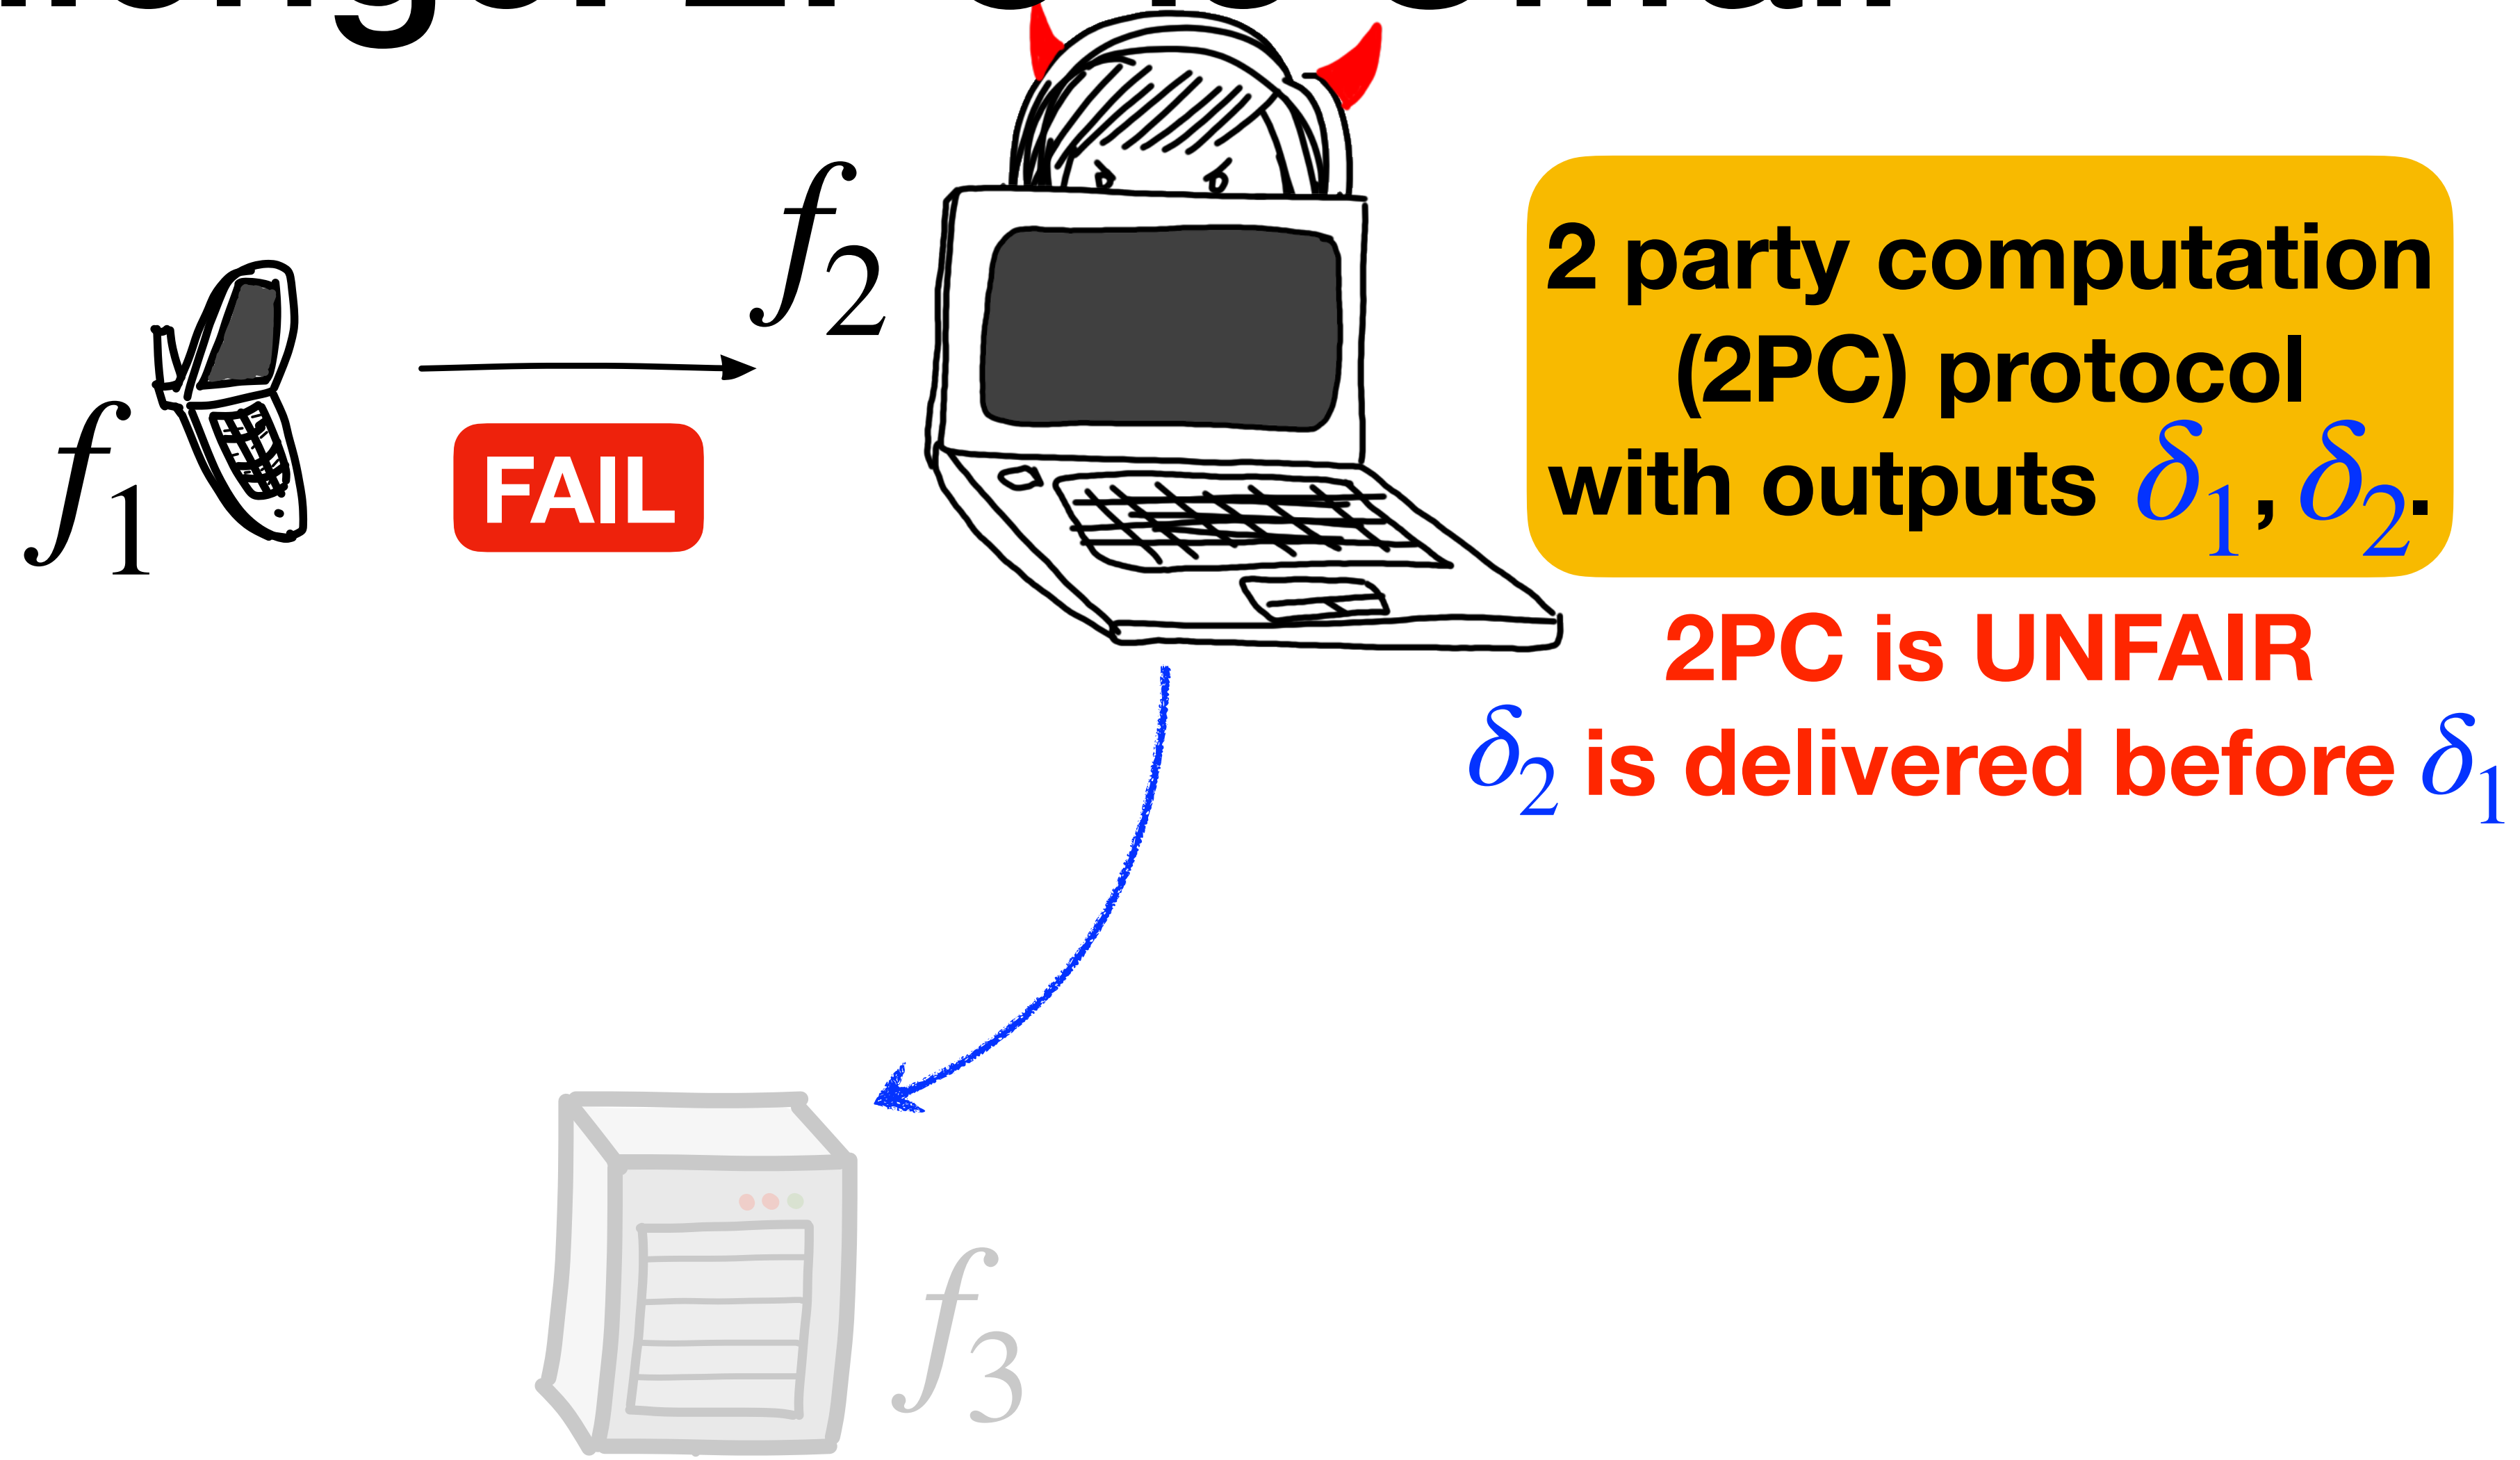 f₂
2 party computation
(2PC) protocol
with outputs δ₁, δ₂.
f₁
FAIL
2PC is UNFAIR
δ₂ is delivered before δ₁
f₃